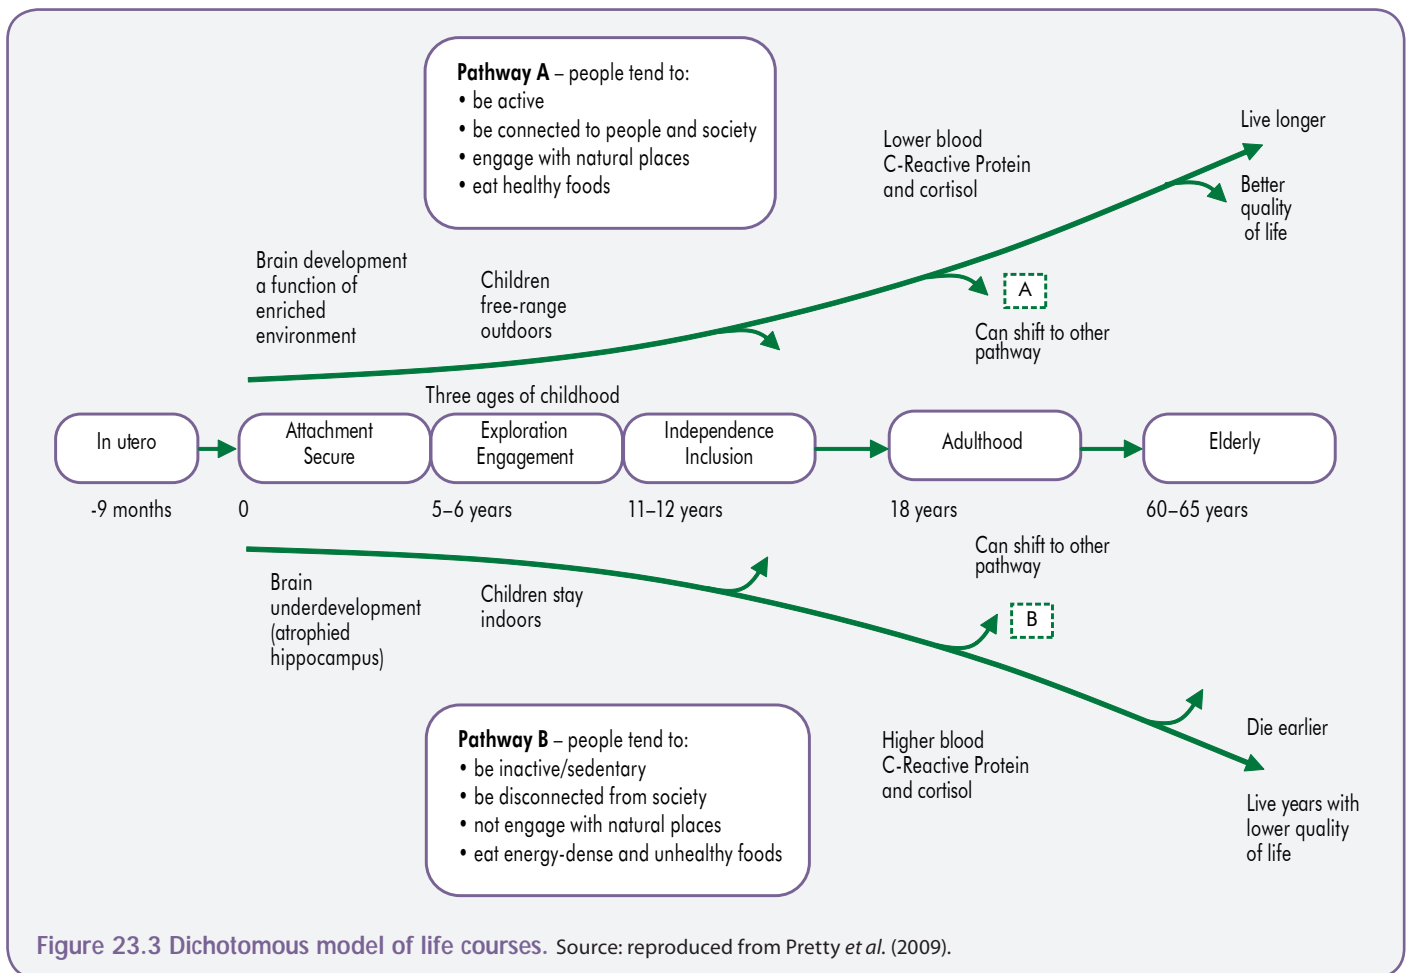 Pathway A – people tend to:
• be active
• be connected to people and society
• engage with natural places
• eat healthy foods
Live longer
Better
quality
of life
Lower blood
C-Reactive Protein
and cortisol
A
Can shift to other
pathway
Brain development
a function of
enriched
environment
Children
free-range
outdoors
Three ages of childhood
In utero
Attachment
Secure
Exploration
Engagement
Independence
Inclusion
Adulthood
Elderly
-9 months
0
5–6 years
11–12 years
18 years
60–65 years
Can shift to other
pathway
B
Brain
underdevelopment
(atrophied
hippocampus)
Children stay
indoors
Pathway B – people tend to:
• be inactive/sedentary
• be disconnected from society
• not engage with natural places
• eat energy-dense and unhealthy foods
Higher blood
C-Reactive Protein
and cortisol
Die earlier
Live years with
lower quality
of life
Figure 23.3 Dichotomous model of life courses. Source: reproduced from Pretty et al. (2009).